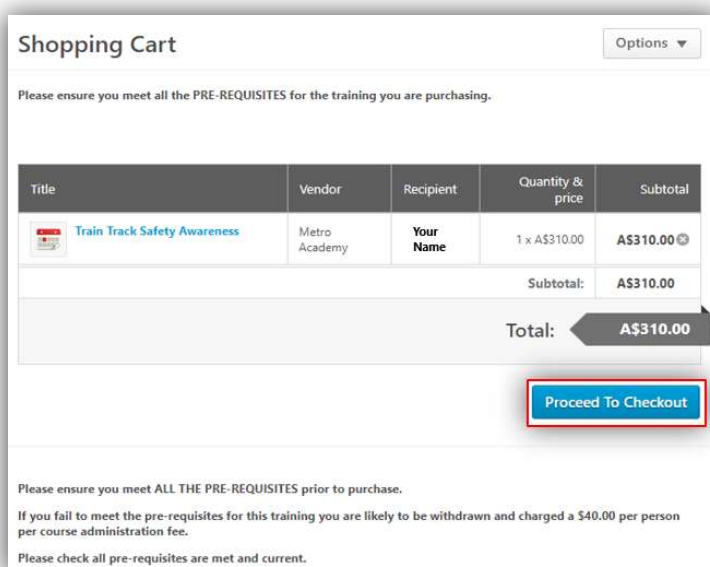 Shopping Cart
Options ▼
Please ensure you meet all the PRE-REQUISITES for the training you are purchasing.
Title Vendor Recipient Quantity & price Subtotal
Train Track Safety Awareness Metro Academy Your Name 1 x A$310.00 A$310.00
Subtotal: A$310.00
Total: A$310.00
Proceed To Checkout
Please ensure you meet ALL THE PRE-REQUISITES prior to purchase.
If you fail to meet the pre-requisites for this training you are likely to be withdrawn and charged a $40.00 per person
per course administration fee.
Please check all pre-requisites are met and current.